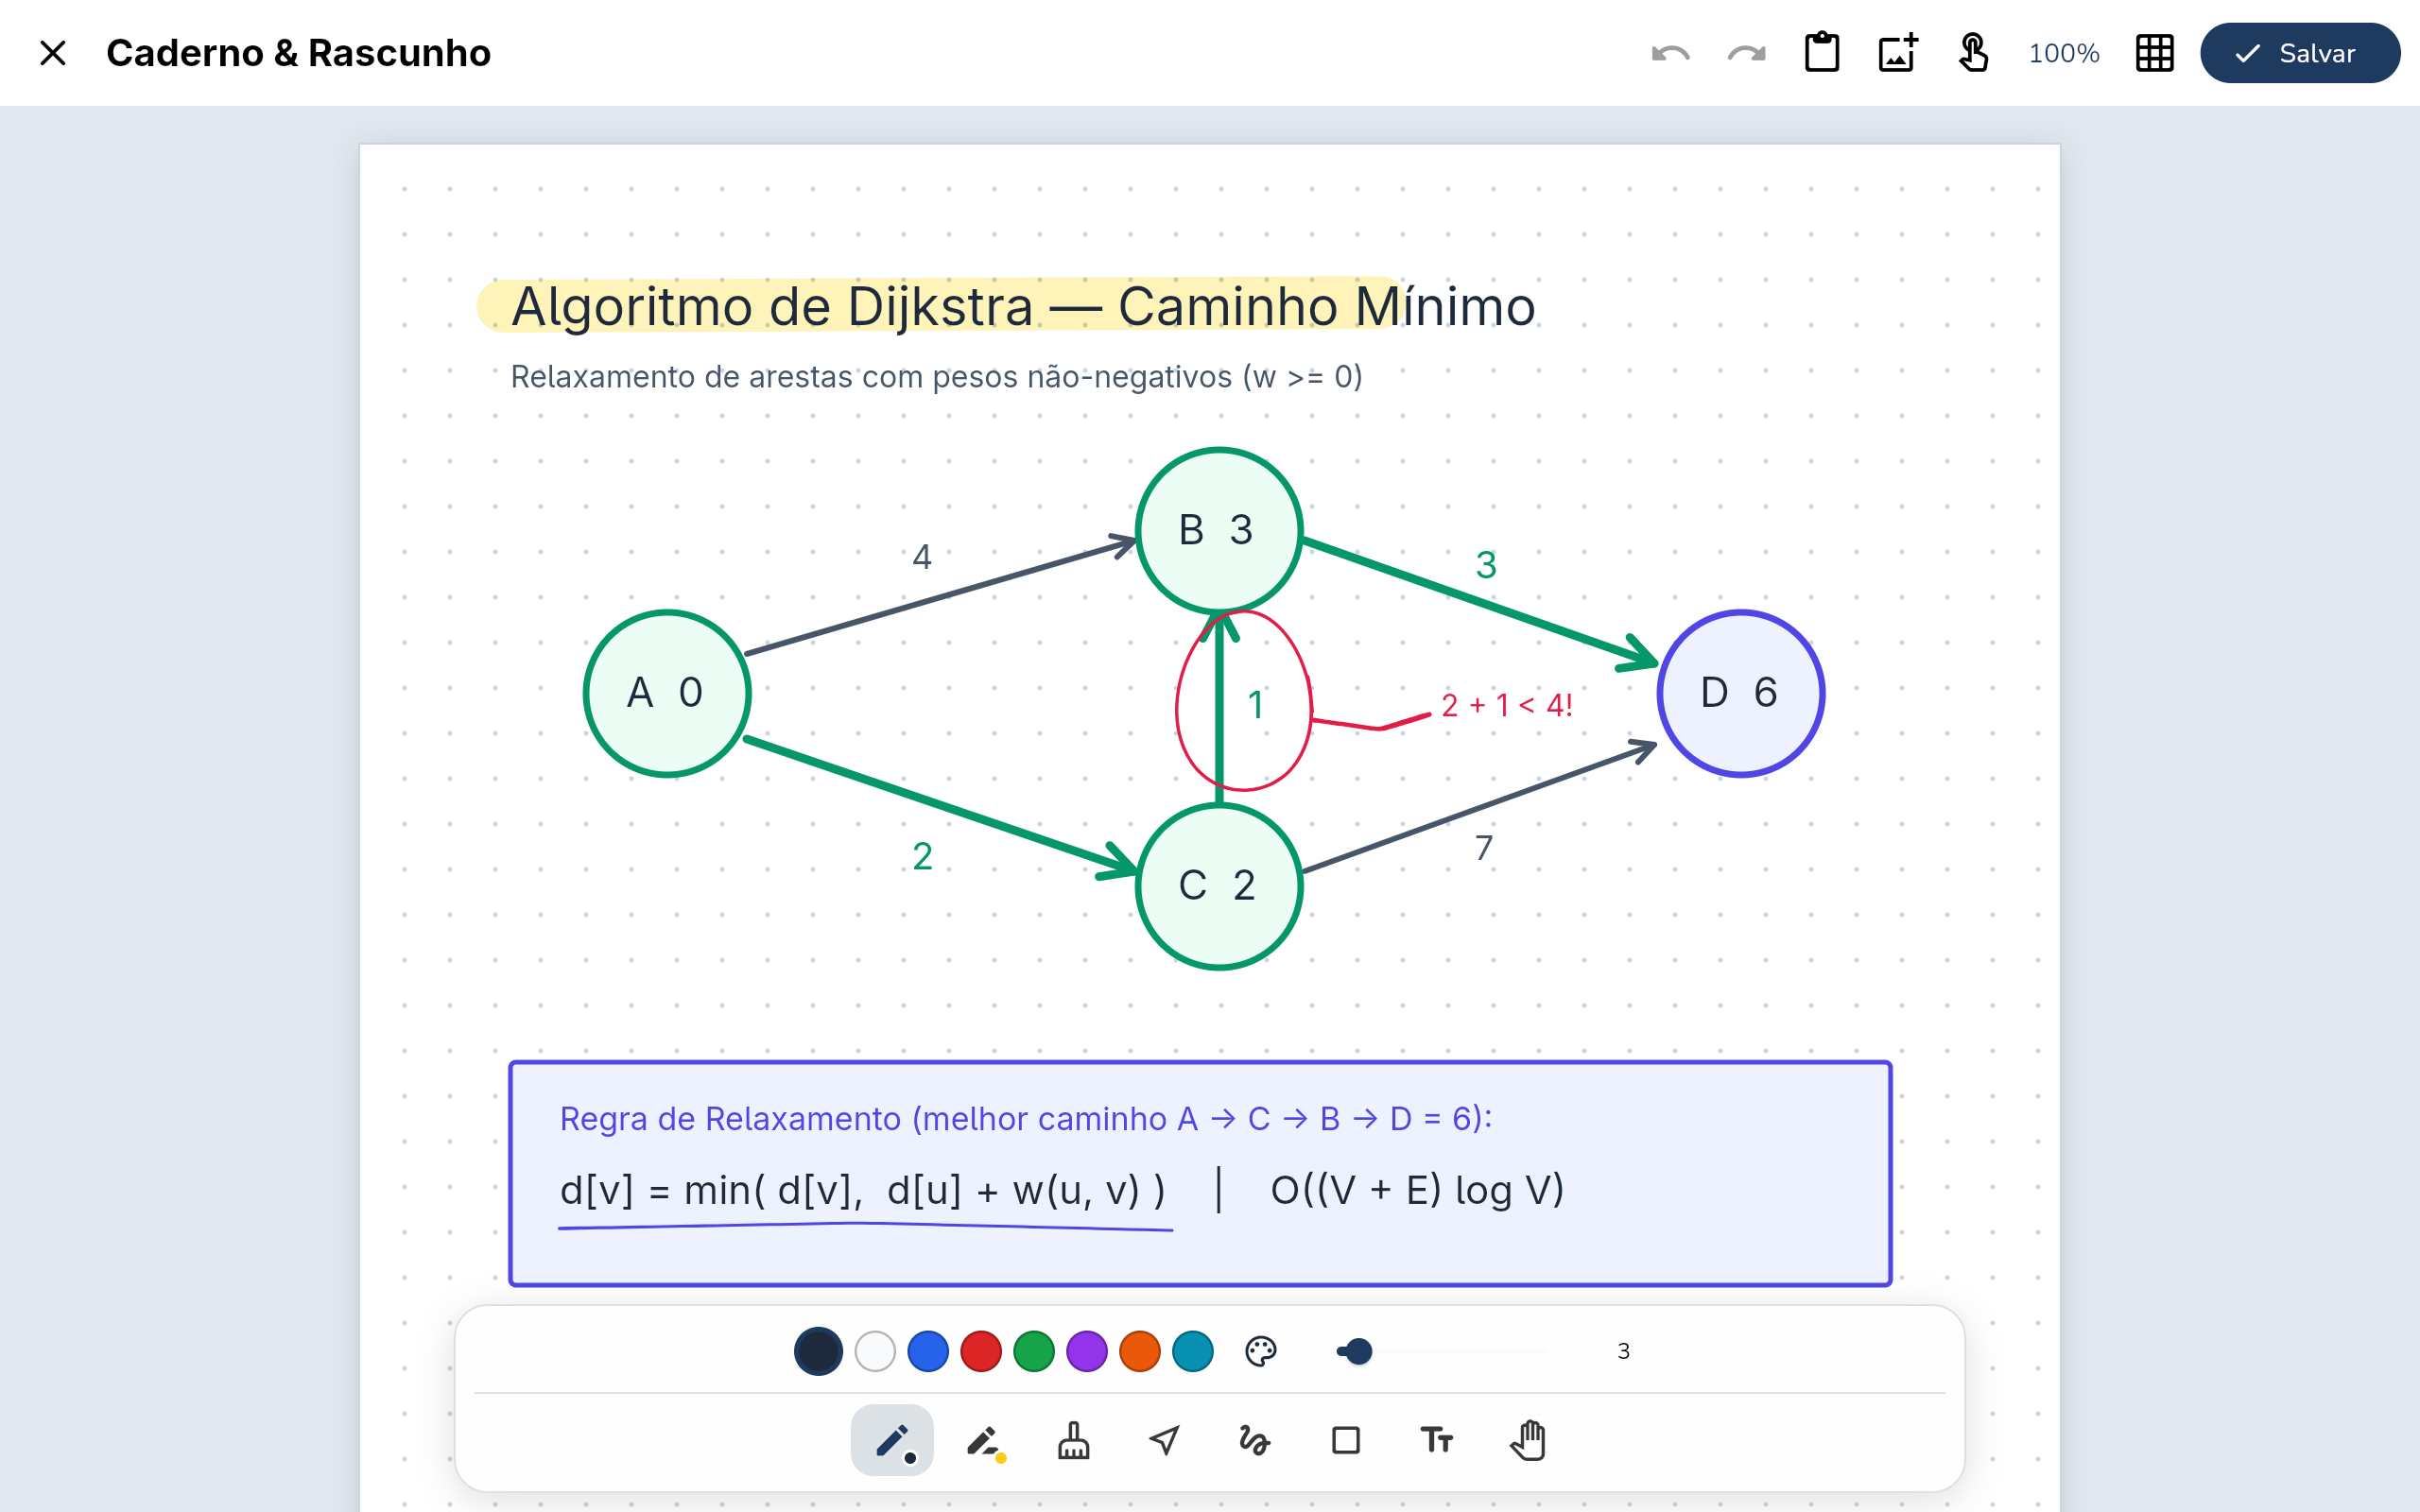 Caderno & Rascunho
100%
Salvar
Algoritmo de Dijkstra — Caminho Mínimo
Relaxamento de arestas com pesos não-negativos (w >= 0)
B 3
4
3
A 0
1
2 + 1 < 4!
D 6
2
7
C 2
Regra de Relaxamento (melhor caminho A → C → B → D = 6):
d[v] = min( d[v], d[u] + w(u, v) ) | O((V + E) log V)
3